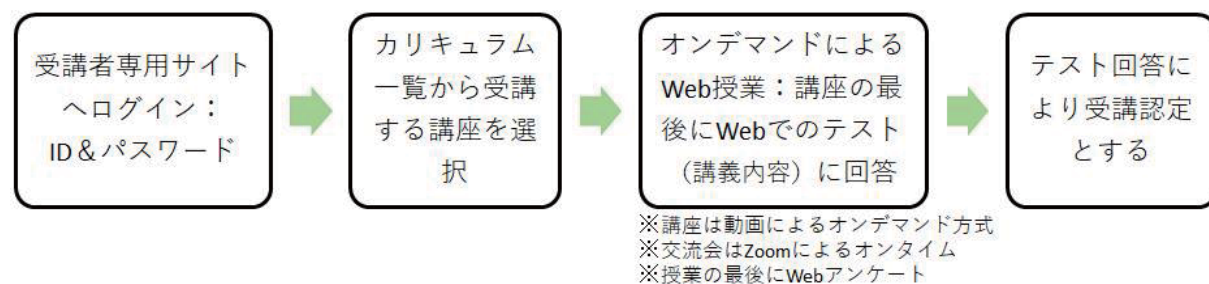 受講者専用サイト
へログイン：
ID＆パスワード
カリキュラム
一覧から受講
する講座を選
択
オンデマンドによる
Web授業：講座の最
後にWebでのテスト
（講義内容）に回答
※講座は動画によるオンデマンド方式
※交流会はZoomによるオンタイム
※授業の最後にWebアンケート
テスト回答に
より受講認定
とする